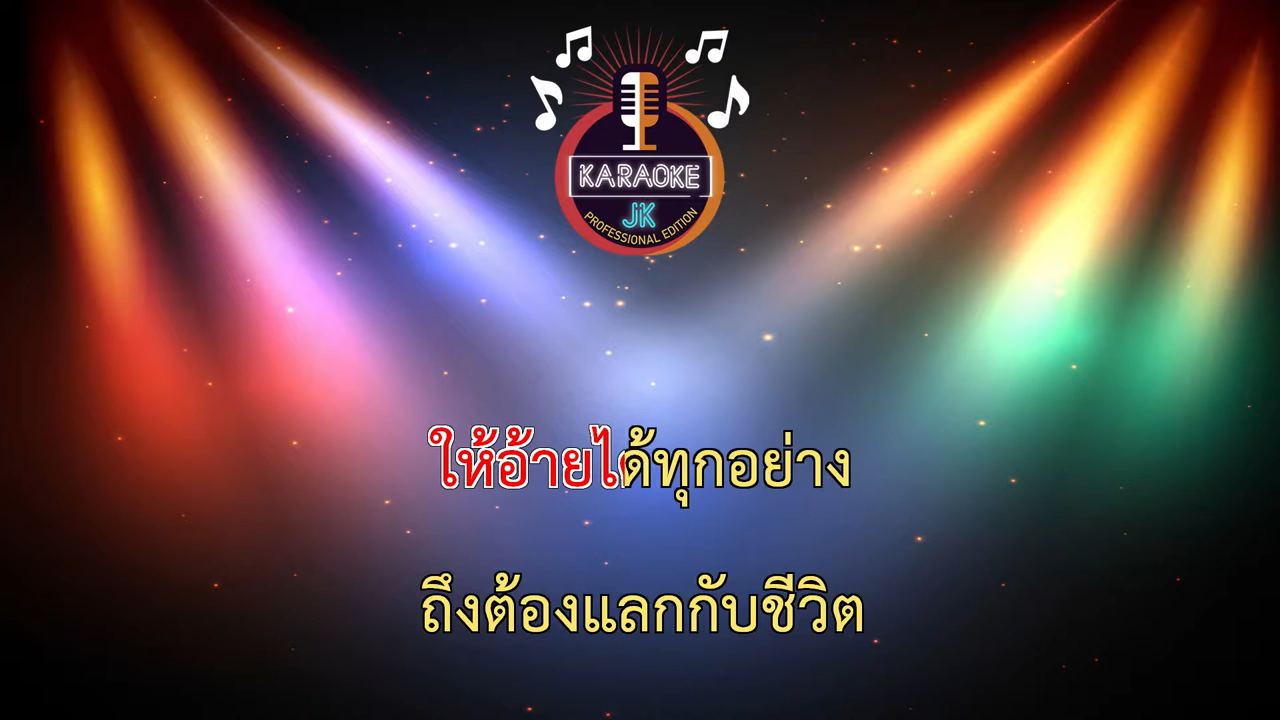 KARAOKE
JK
PROFESSIONAL EDITION
ให้อ้ายได้ทุกอย่าง
ถึงต้องแลกกับชีวิต